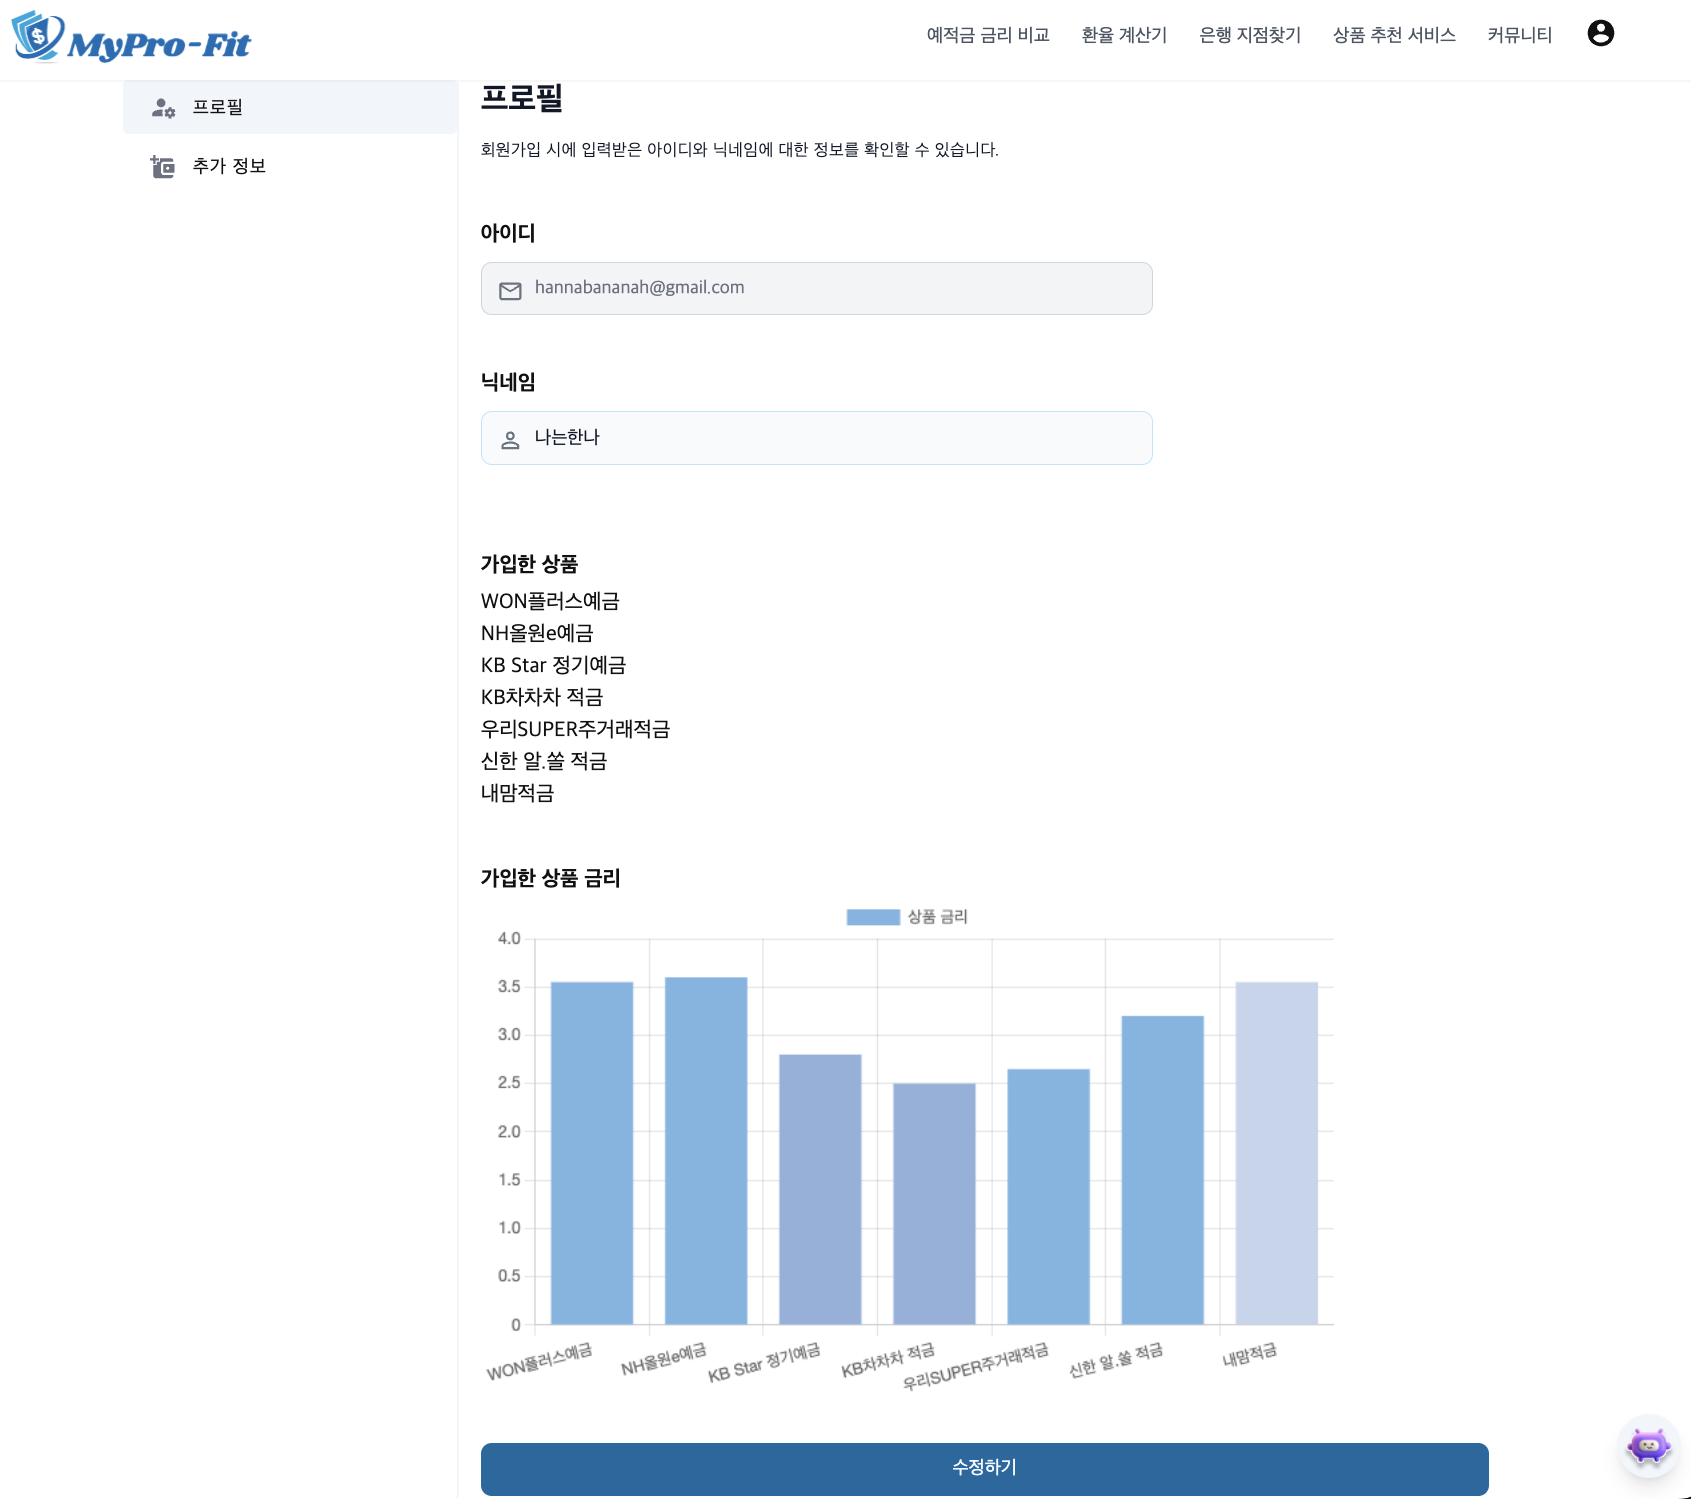 MyPro-Fit
예적금 금리 비교 환율 계산기 은행 지점찾기 상품 추천 서비스 커뮤니티
프로필
추가 정보
프로필
회원가입 시에 입력받은 아이디와 닉네임에 대한 정보를 확인할 수 있습니다.
아이디
hannabananah@gmail.com
닉네임
나는한나
가입한 상품
WON플러스예금
NH올원e예금
KB Star 정기예금
KB차차차 적금
우리SUPER주거래적금
신한 알.쏠 적금
내맘적금
가입한 상품 금리
상품 금리
4.0
3.5
3.0
2.5
2.0
1.5
1.0
0.5
0
WON플러스예금
NH올원e예금
KB Star 정기예금
KB차차차 적금
우리SUPER주거래적금
신한 알.쏠 적금
내맘적금
수정하기